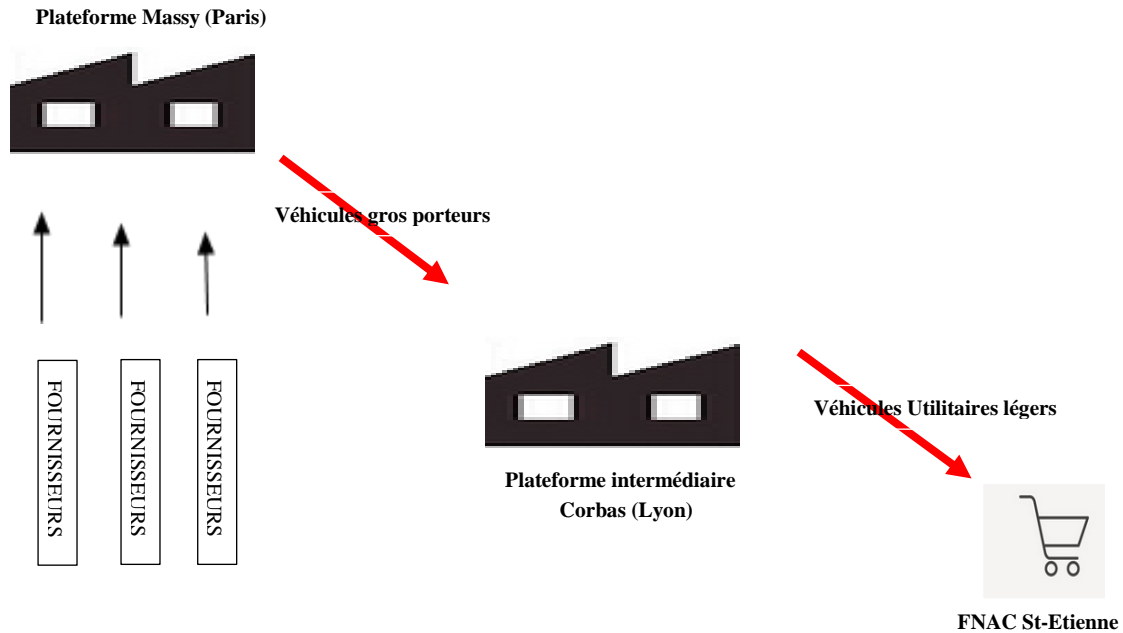 Plateforme Massy (Paris)
Véhicules gros porteurs
FOURNISSEURS
FOURNISSEURS
FOURNISSEURS
Véhicules Utilitaires légers
Plateforme intermédiaire
Corbas (Lyon)
FNAC St-Etienne